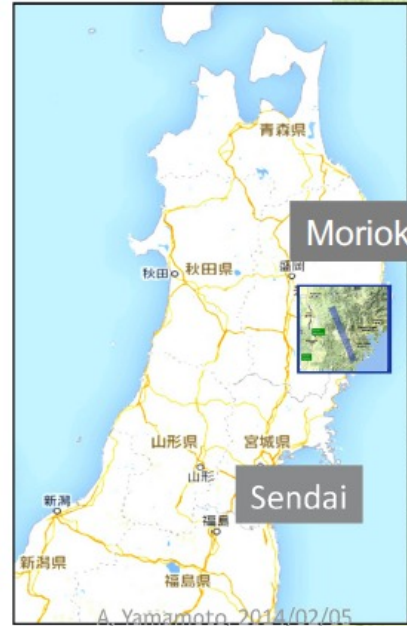 青森県
Moriok
秋田
秋田県
盛岡
山形県
宮城県
山形
Sendai
新潟
福島
新潟県
福島県
A. Yamamoto, 2014/02/05